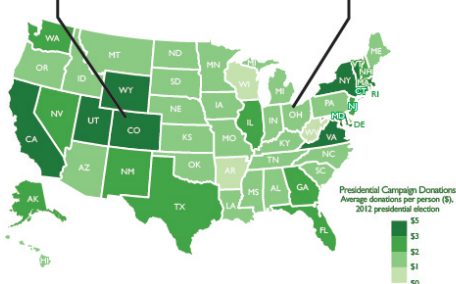 WA
ME
MT
ND
VT
MN
OR
NH
MI
ID
NY
WI
SD
MA
WY
MI
CT
RI
IA
PA
NJ
NE
NV
OH
IN
MD
IL
DE
UT
CO
WV
CA
VA
KS
MO
KY
NC
TN
AZ
OK
NM
AR
SC
MS
AL
GA
AK
TX
LA
FL
HI
Presidential Campaign Donations
Average donations per person ($),
2012 presidential election
$5
$3
$2
$1
$0